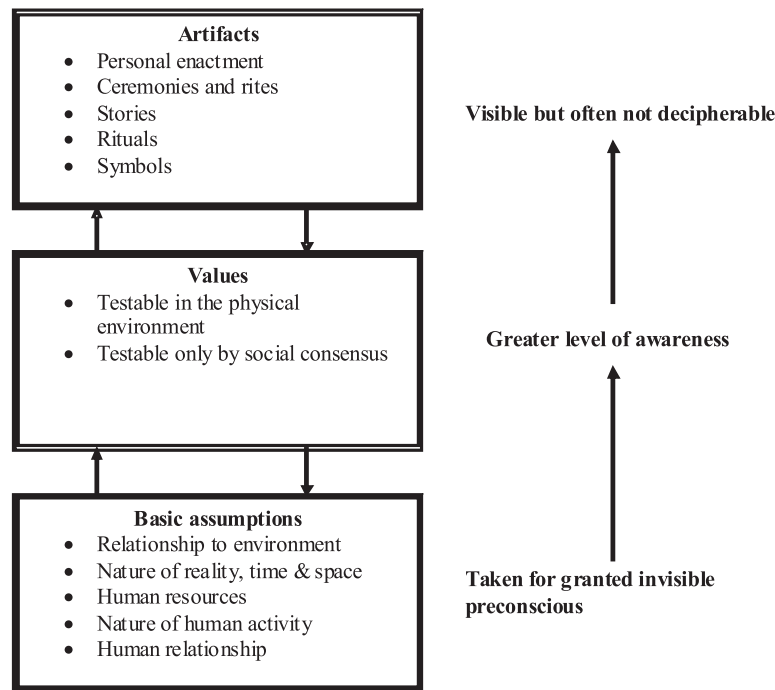 Artifacts
• Personal enactment
• Ceremonies and rites
• Stories
• Rituals
• Symbols
Visible but often not decipherable
Values
• Testable in the physical
environment
• Testable only by social consensus
Greater level of awareness
Basic assumptions
• Relationship to environment
• Nature of reality, time & space
• Human resources
• Nature of human activity
• Human relationship
Taken for granted invisible
preconscious